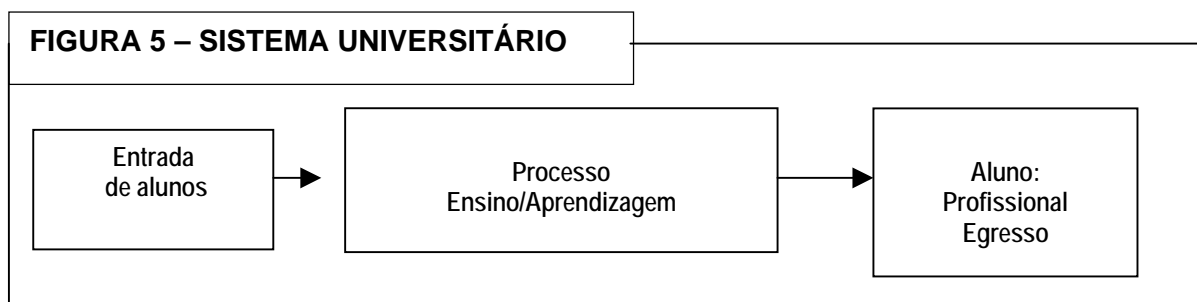 FIGURA 5 – SISTEMA UNIVERSITÁRIO
Entrada
de alunos
Processo
Ensino/Aprendizagem
Aluno:
Profissional
Egresso